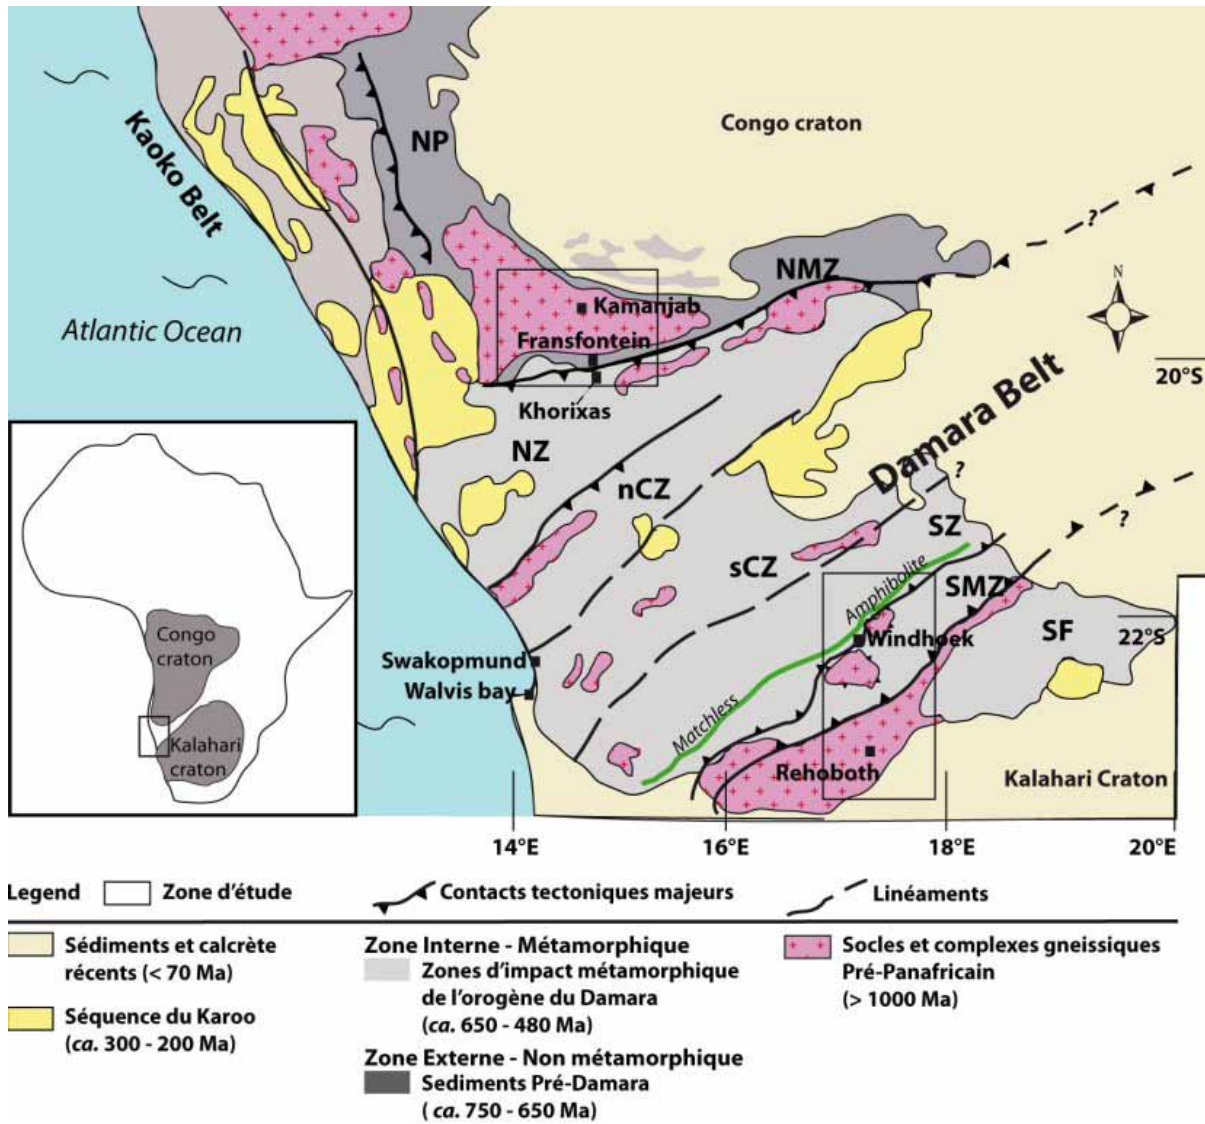 Congo craton
NP
Kaoko Belt
NMZ
?
N
Kamanjab
Atlantic Ocean
Fransfontein
20°S
Khorixas
Damara Belt
NZ
nCZ
?
SZ
?
sCZ
Amphibolite
SMZ
Congo
craton
Windhoek
SF
22°S
Swakopmund
Walvis bay
Matchless
Kalahari
craton
Rehoboth
Kalahari Craton
14°E
16°E
18°E
20°E
Legend
Zone d'étude
Contacts tectoniques majeurs
Linéaments
Sédiments et calcrète
récents (< 70 Ma)
Séquence du Karoo
(ca. 300 - 200 Ma)
Zone Interne - Métamorphique
Zones d'impact métamorphique
de l'orogène du Damara
(ca. 650 - 480 Ma)
Zone Externe - Non métamorphique
Sediments Pré-Damara
( ca. 750 - 650 Ma)
Socles et complexes gneissiques
Pré-Panafricain
(> 1000 Ma)